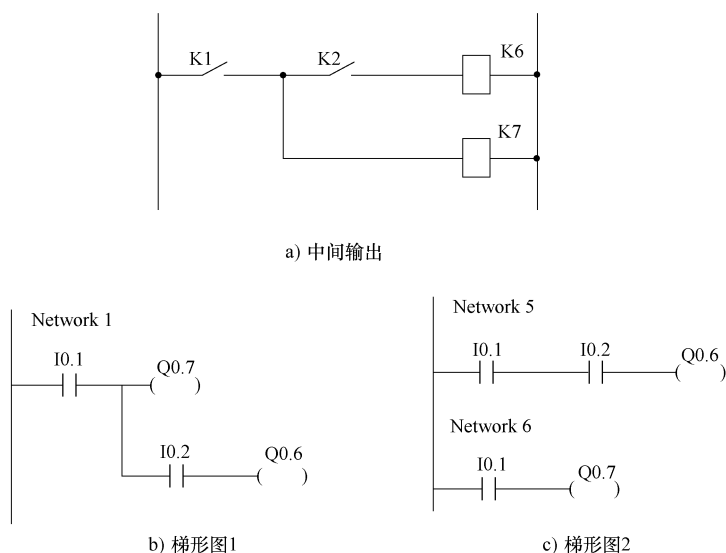 K1
K2
K6
K7
a) 中间输出
Network 1
I0.1
Q0.7
I0.2
Q0.6
b) 梯形图1
Network 5
I0.1
I0.2
Q0.6
Network 6
I0.1
Q0.7
c) 梯形图2